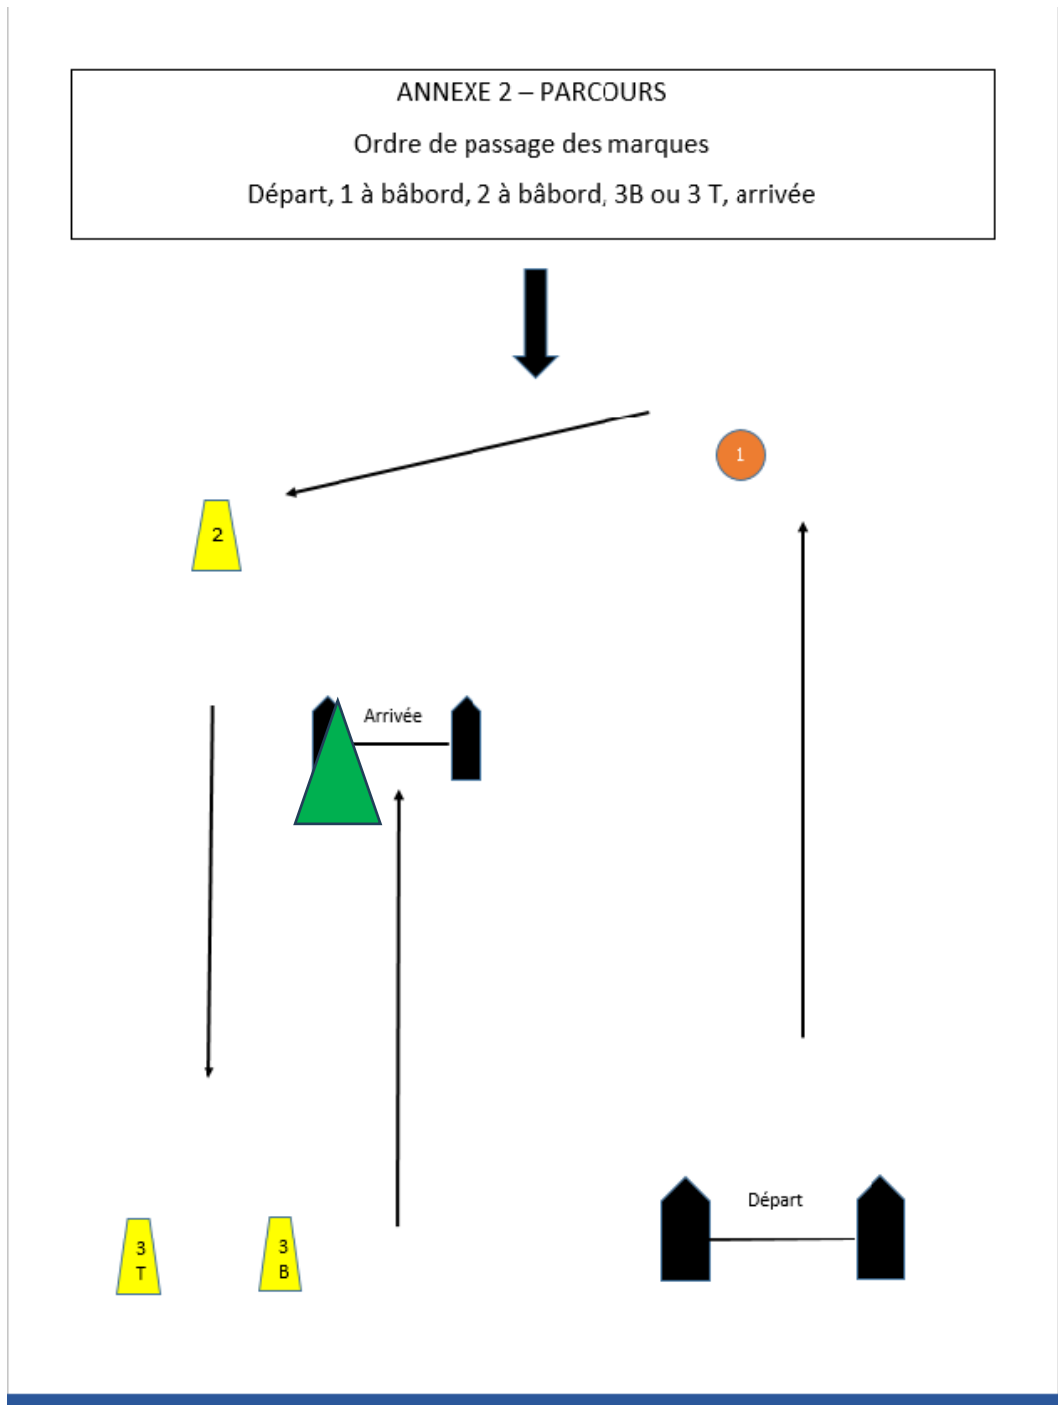 ANNEXE 2 – PARCOURS
Ordre de passage des marques
Départ, 1 à bâbord, 2 à bâbord, 3B ou 3 T, arrivée
1
2
Arrivée
Départ
3
T
3
B